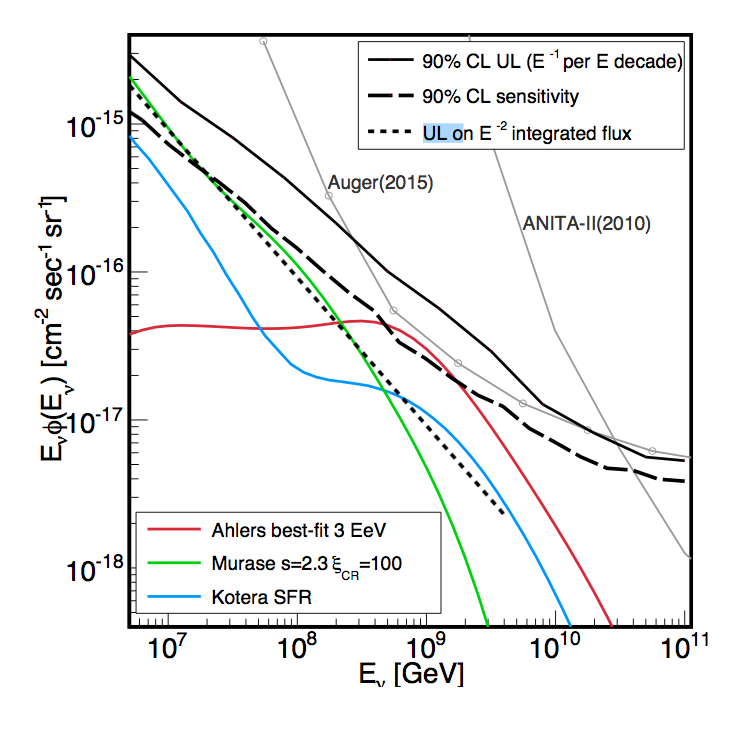 90% CL UL (E⁻¹ per E decade)
90% CL sensitivity
UL on E⁻² integrated flux
Auger(2015)
ANITA-II(2010)
10⁻¹⁵
10⁻¹⁶
10⁻¹⁷
10⁻¹⁸
E_νϕ(E_ν) [cm⁻² sec⁻¹ sr⁻¹]
Ahlers best-fit 3 EeV
Murase s=2.3 ξ_CR=100
Kotera SFR
10⁷ 10⁸ 10⁹ 10¹⁰ 10¹¹
E_ν [GeV]